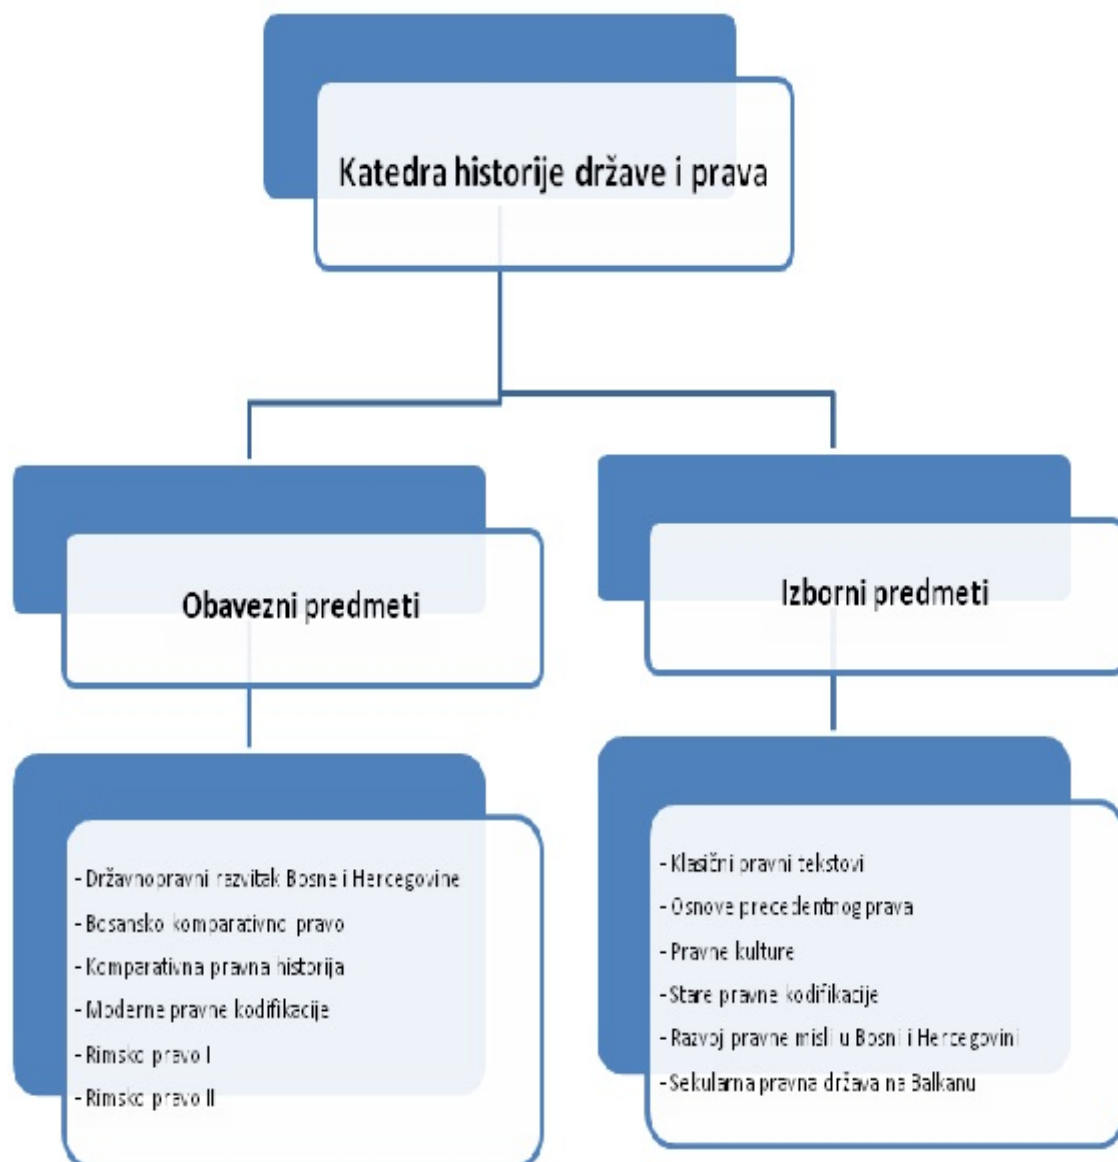 Katedra historije države i prava
Obavezni predmeti
- Državnopravni razvitak Bosne i Hercegovine
- Bosansko komparativno pravo
- Komparativna pravna historija
- Moderne pravne kodifikacije
- Rimsko pravo I
- Rimsko pravo II
Izborni predmeti
- Klasični pravni tekstovi
- Osnove precedentnog prava
- Pravne kulture
- Stare pravne kodifikacije
- Razvoj pravne misli u Bosni i Hercegovini
- Sekularna pravna država na Balkanu